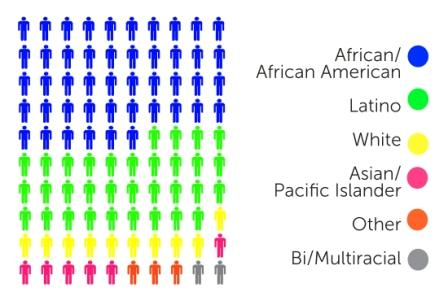 African/
African American
Latino
White
Asian/
Pacific Islander
Other
Bi/Multiracial